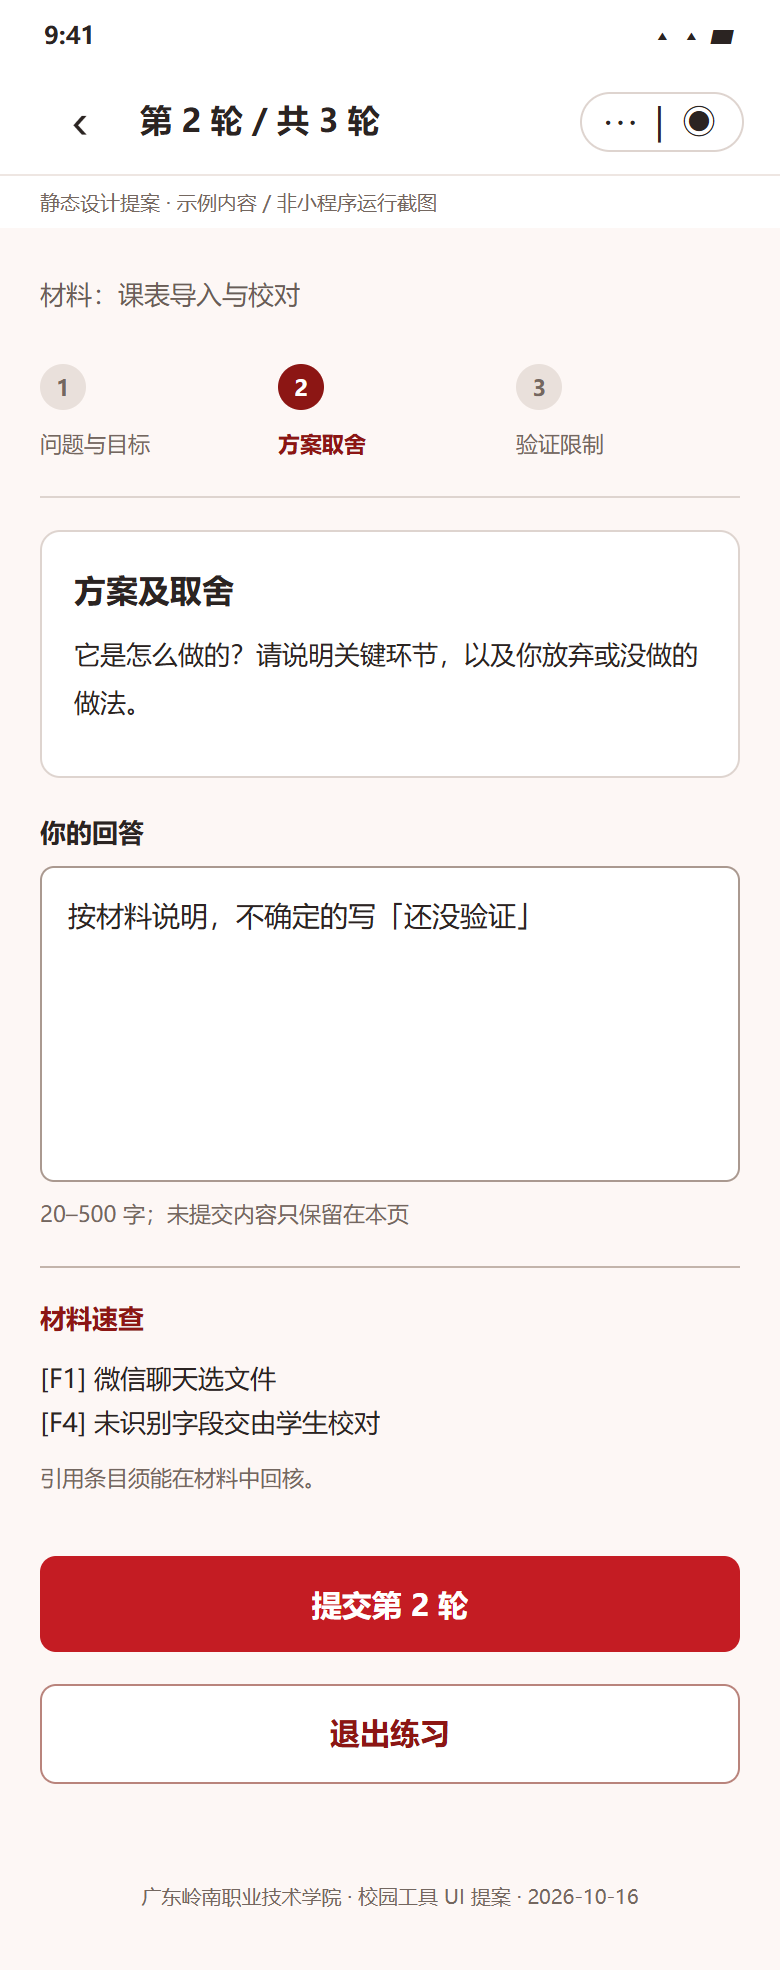 9:41
第 2 轮 / 共 3 轮
静态设计提案 · 示例内容 / 非小程序运行截图
材料：课表导入与校对
1
2
3
问题与目标
方案取舍
验证限制
方案及取舍
它是怎么做的？请说明关键环节，以及你放弃或没做的
做法。
你的回答
按材料说明，不确定的写「还没验证」
20–500 字；未提交内容只保留在本页
材料速查
[F1] 微信聊天选文件
[F4] 未识别字段交由学生校对
引用条目须能在材料中回核。
提交第 2 轮
退出练习
广东岭南职业技术学院 · 校园工具 UI 提案 · 2026-10-16